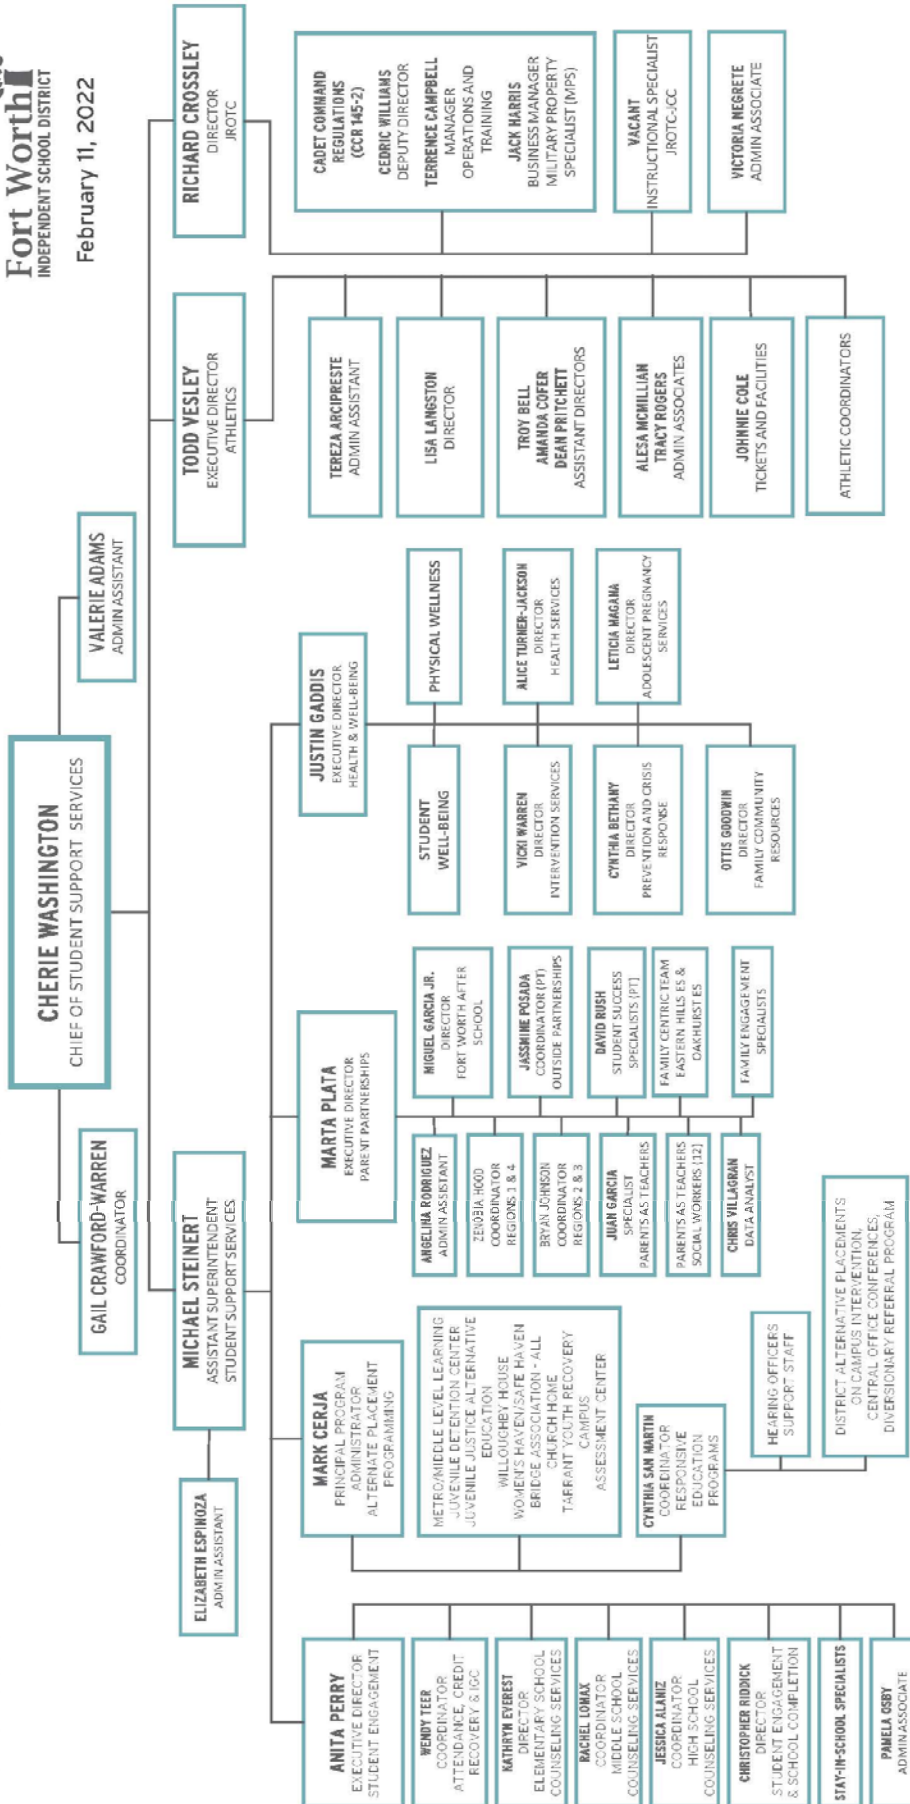 Fort Worth
INDEPENDENT SCHOOL DISTRICT
February 11, 2022
CHERIE WASHINGTON
CHIEF OF STUDENT SUPPORT SERVICES
GAIL CRAWFORD-WARREN
COORDINATOR
VALERIE ADAMS
ADMIN ASSISTANT
MICHAEL STEINERT
ASSISTANT SUPERINTENDENT
STUDENT SUPPORT SERVICES
ELIZABETH ESPINOZA
ADMIN ASSISTANT
TODD VESLEY
EXECUTIVE DIRECTOR
ATHLETICS
RICHARD CROSSLEY
DIRECTOR
JROTC
ANITA PERRY
EXECUTIVE DIRECTOR
STUDENT ENGAGEMENT
WENDY TEER
COORDINATOR
ATTENDANCE, CREDIT
RECOVERY & IGC
KATHRYN EVEREST
DIRECTOR
ELEMENTARY SCHOOL
COUNSELING SERVICES
RACHEL LOMAX
COORDINATOR
MIDDLE SCHOOL
COUNSELING SERVICES
JESSICA ALANIZ
COORDINATOR
HIGH SCHOOL
COUNSELING SERVICES
CHRISTOPHER RIDDICK
DIRECTOR
STUDENT ENGAGEMENT
& SCHOOL COMPLETION
STAY-IN-SCHOOL SPECIALISTS
PAMELA OSBY
ADMIN ASSOCIATE
MARK CERJA
PRINCIPAL PROGRAM
ADMINISTRATOR
ALTERNATE PLACEMENT
PROGRAMMING
METRO/MIDDLE LEVEL LEARNING
JUVENILE DETENTION CENTER
JUVENILE JUSTICE ALTERNATIVE
EDUCATION
WILLOUGHBY HOUSE
WOMEN'S HAVEN/SAFE HAVEN
BRIDGE ASSOCIATION - ALL
CHURCH HOME
TARRANT YOUTH RECOVERY
CAMPUS
ASSESSMENT CENTER
CYNTHIA SAN MARTIN
COORDINATOR
RESPONSIVE
EDUCATION
PROGRAMS
HEARING OFFICERS
SUPPORT STAFF
DISTRICT ALTERNATIVE PLACEMENTS
ON CAMPUS INTERVENTION,
CENTRAL OFFICE CONFERENCES,
DIVERSIONARY REFERRAL PROGRAM
MARTA PLATA
EXECUTIVE DIRECTOR
PARENT PARTNERSHIPS
ANGELINA RODRIGUEZ
ADMIN ASSISTANT
MIGUEL GARCIA JR.
DIRECTOR
FORT WORTH AFTER
SCHOOL
ZENOBIA HOOD
COORDINATOR
REGIONS 1 & 4
JASSMINE POSADA
COORDINATOR (PT)
OUTSIDE PARTNERSHIPS
BRYAN JOHNSON
COORDINATOR
REGIONS 2 & 3
DAVID RUSH
STUDENT SUCCESS
SPECIALISTS (PT)
JUAN GARCIA
SPECIALIST
PARENTS AS TEACHERS
FAMILY CENTRIC TEAM
EASTERN HILLS ES &
OAKHURST ES
PARENTS AS TEACHERS
SOCIAL WORKERS (12)
FAMILY ENGAGEMENT
SPECIALISTS
CHRIS VILLAGRAN
DATA ANALYST
JUSTIN GADDIS
EXECUTIVE DIRECTOR
HEALTH & WELL-BEING
STUDENT
WELL-BEING
PHYSICAL WELLNESS
VICKI WARREN
DIRECTOR
INTERVENTION SERVICES
ALICE TURNER-JACKSON
DIRECTOR
HEALTH SERVICES
CYNTHIA BETHANY
DIRECTOR
PREVENTION AND CRISIS
RESPONSE
LETICIA MAGANA
DIRECTOR
ADOLESCENT PREGNANCY
SERVICES
OTTIS GOODWIN
DIRECTOR
FAMILY COMMUNITY
RESOURCES
TEREZA ARCIPRESTE
ADMIN ASSISTANT
LISA LANGSTON
DIRECTOR
TROY BELL
AMANDA COFER
DEAN PRITCHETT
ASSISTANT DIRECTORS
ALESA MCMILLIAN
TRACY ROGERS
ADMIN ASSOCIATES
JOHNNIE COLE
TICKETS AND FACILITIES
ATHLETIC COORDINATORS
CADET COMMAND
REGULATIONS
(CCR 145-2)
CEDRIC WILLIAMS
DEPUTY DIRECTOR
TERRENCE CAMPBELL
MANAGER
OPERATIONS AND
TRAINING
JACK HARRIS
BUSINESS MANAGER
MILITARY PROPERTY
SPECIALIST (MPS)
VACANT
INSTRUCTIONAL SPECIALIST
JROTC-JCC
VICTORIA NEGRETE
ADMIN ASSOCIATE